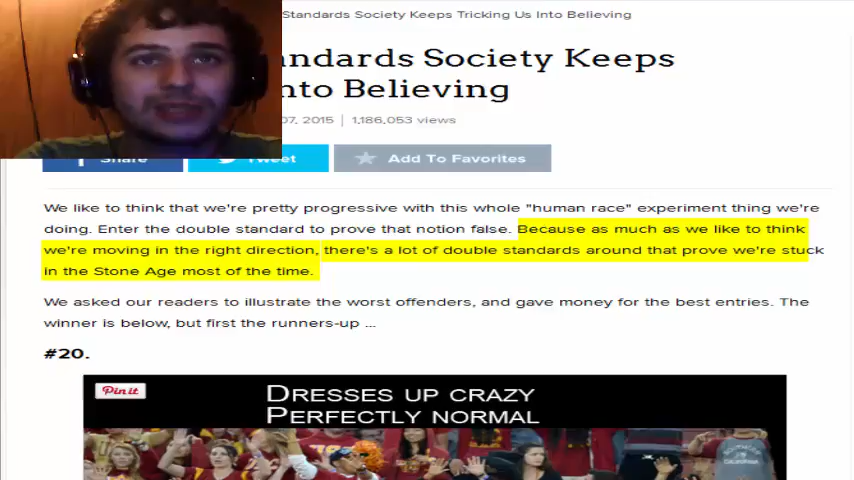 Standards Society Keeps Tricking Us Into Believing
ndards Society Keeps
nto Believing
07, 2015 | 1,186,053 views
Share
Tweet
Add To Favorites
We like to think that we're pretty progressive with this whole "human race" experiment thing we're
doing. Enter the double standard to prove that notion false. Because as much as we like to think
we're moving in the right direction, there's a lot of double standards around that prove we're stuck
in the Stone Age most of the time.
We asked our readers to illustrate the worst offenders, and gave money for the best entries. The
winner is below, but first the runners-up ...
#20.
Pin it
DRESSES UP CRAZY
PERFECTLY NORMAL